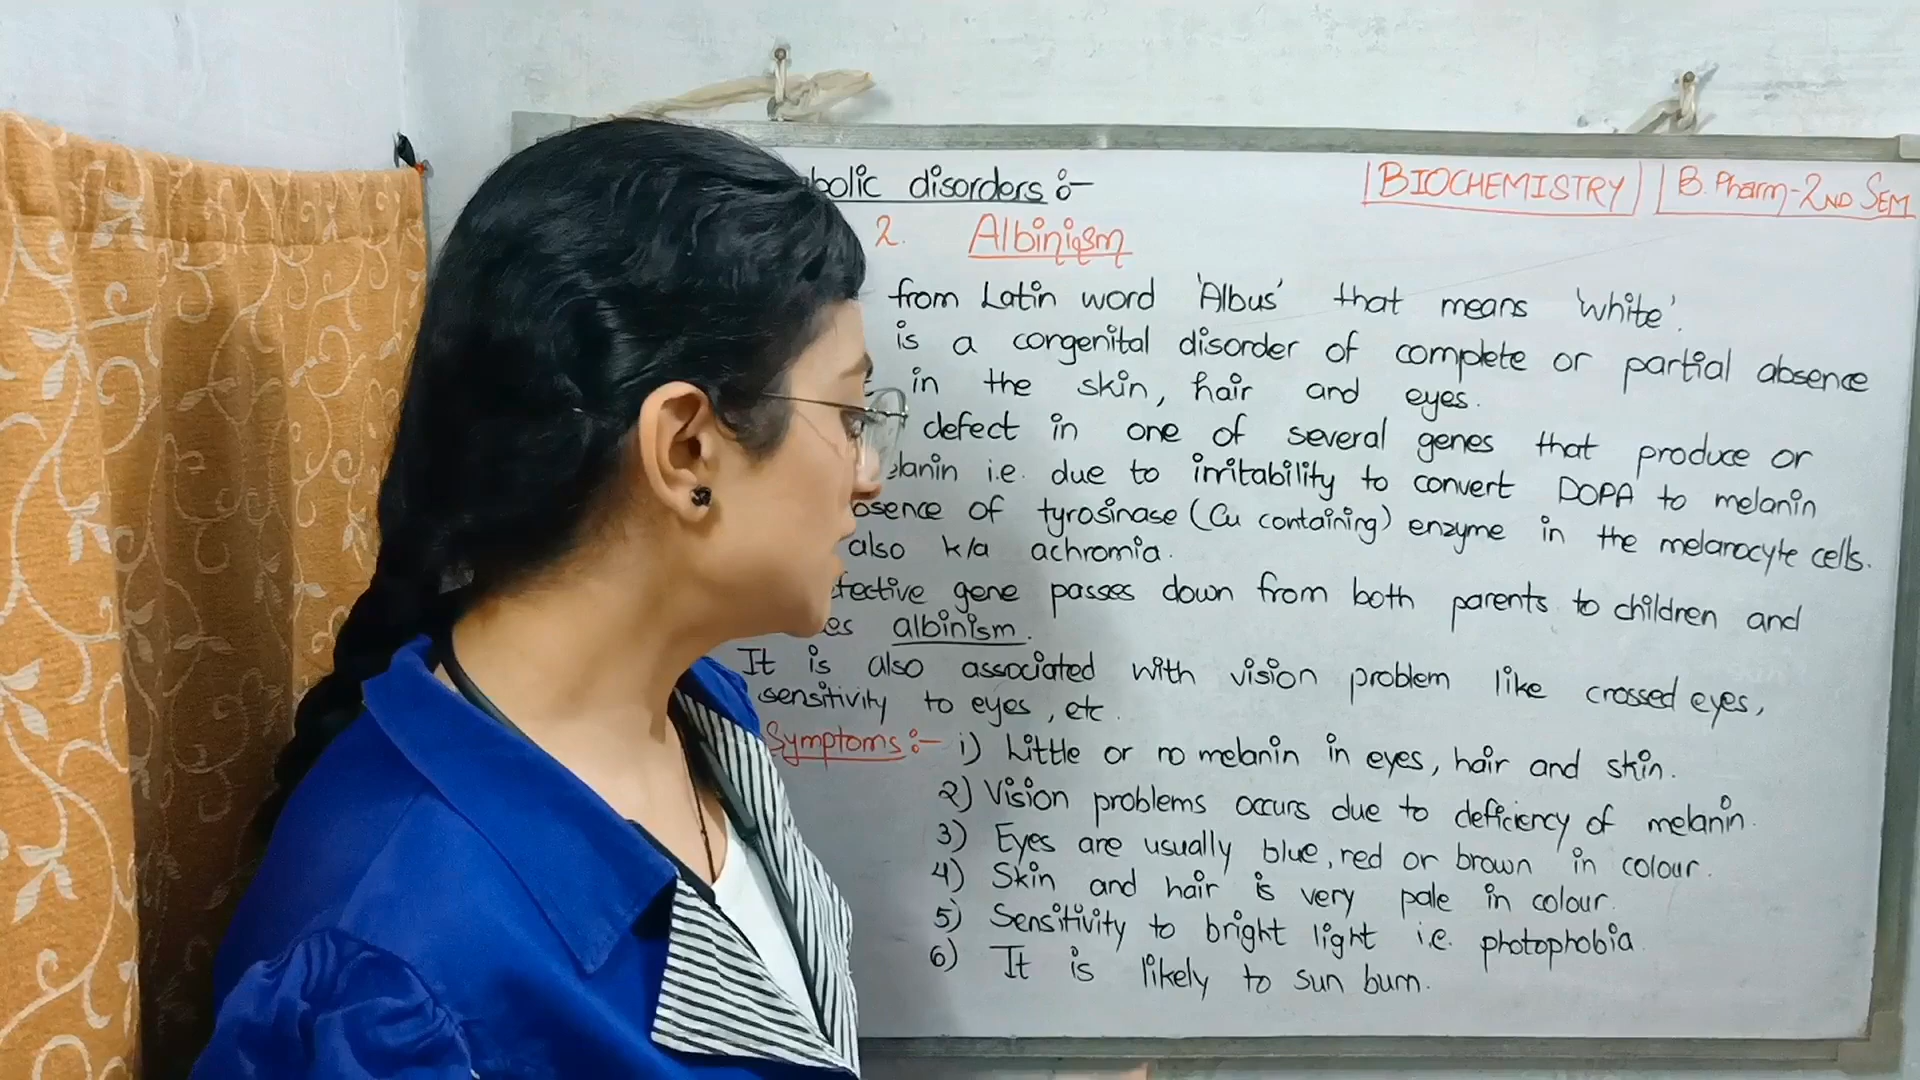 bolic disorders :-
BIOCHEMISTRY B. Pharm-2ND SEM
2. Albinism
from Latin word 'Albus' that means 'white'.
is a congenital disorder of complete or partial absence
in the skin, hair and eyes.
defect in one of several genes that produce or
elanin i.e. due to irritability to convert DOPA to melanin
bsence of tyrosinase (Cu containing) enzyme in the melanocyte cells.
also k/a achromia.
fective gene passes down from both parents to children and
es albinism.
It is also associated with vision problem like crossed eyes,
sensitivity to eyes, etc.
Symptoms :- i) Little or no melanin in eyes, hair and skin.
2) Vision problems occurs due to deficiency of melanin.
3) Eyes are usually blue, red or brown in colour.
4) Skin and hair is very pale in colour.
5) Sensitivity to bright light i.e. photophobia
6) It is likely to sun burn.